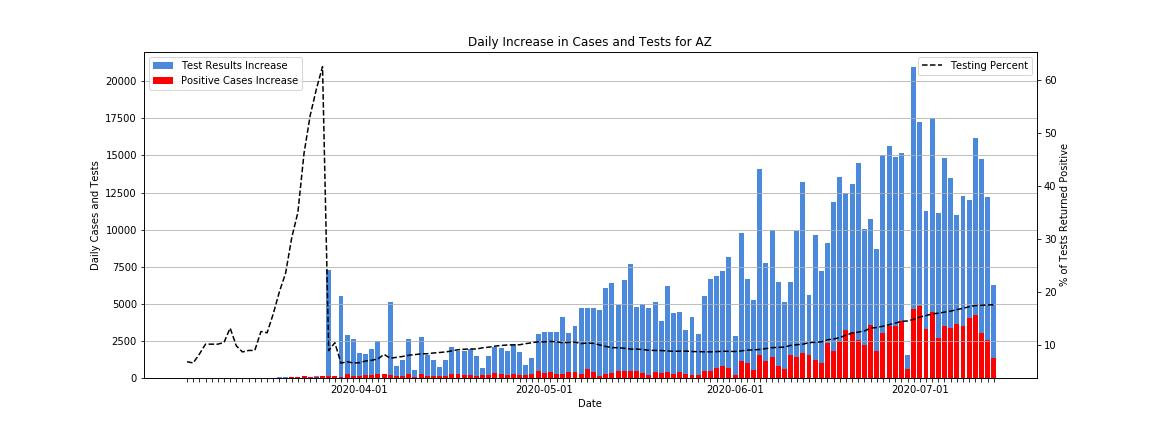 Daily Increase in Cases and Tests for AZ
Test Results Increase
Positive Cases Increase
Testing Percent
20000
17500
15000
12500
10000
7500
5000
2500
0
Daily Cases and Tests
60
50
40
30
20
10
% of Tests Returned Positive
2020-04-01
2020-05-01
2020-06-01
2020-07-01
Date